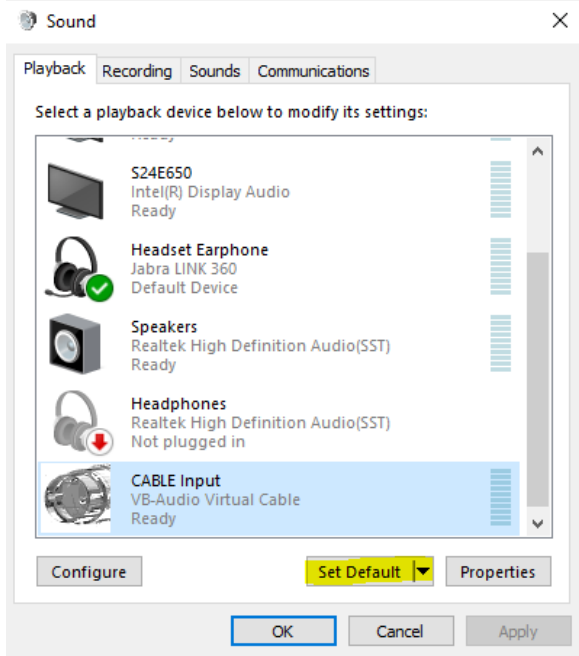 Sound
Playback Recording Sounds Communications
Select a playback device below to modify its settings:
S24E650
Intel(R) Display Audio
Ready
Headset Earphone
Jabra LINK 360
Default Device
Speakers
Realtek High Definition Audio(SST)
Ready
Headphones
Realtek High Definition Audio(SST)
Not plugged in
CABLE Input
VB-Audio Virtual Cable
Ready
Configure Set Default Properties
OK Cancel Apply